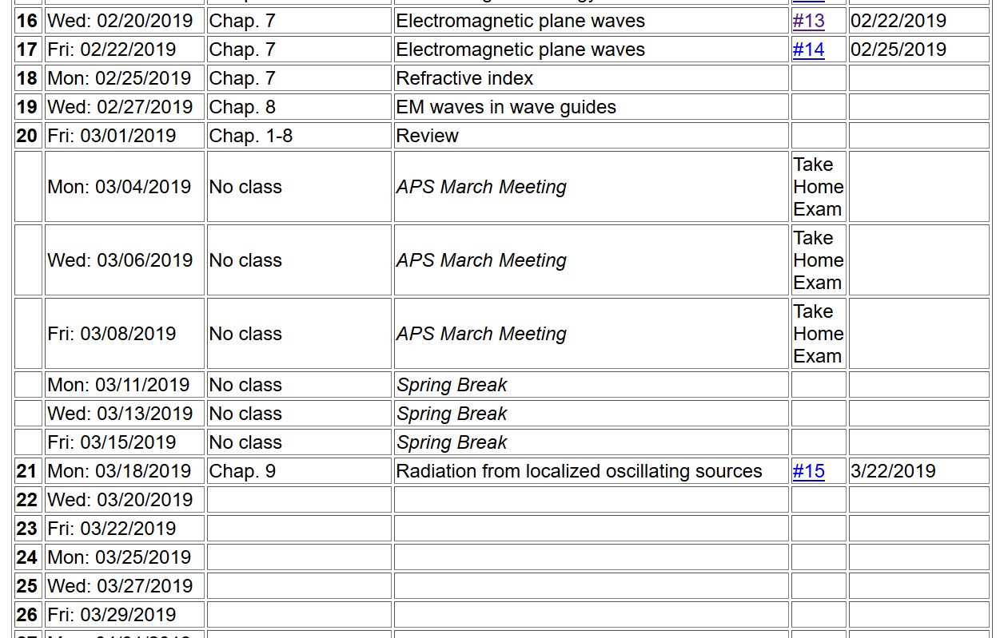 16 Wed: 02/20/2019 Chap. 7 Electromagnetic plane waves #13 02/22/2019
17 Fri: 02/22/2019 Chap. 7 Electromagnetic plane waves #14 02/25/2019
18 Mon: 02/25/2019 Chap. 7 Refractive index
19 Wed: 02/27/2019 Chap. 8 EM waves in wave guides
20 Fri: 03/01/2019 Chap. 1-8 Review
Mon: 03/04/2019 No class APS March Meeting Take Home Exam
Wed: 03/06/2019 No class APS March Meeting Take Home Exam
Fri: 03/08/2019 No class APS March Meeting Take Home Exam
Mon: 03/11/2019 No class Spring Break
Wed: 03/13/2019 No class Spring Break
Fri: 03/15/2019 No class Spring Break
21 Mon: 03/18/2019 Chap. 9 Radiation from localized oscillating sources #15 3/22/2019
22 Wed: 03/20/2019
23 Fri: 03/22/2019
24 Mon: 03/25/2019
25 Wed: 03/27/2019
26 Fri: 03/29/2019